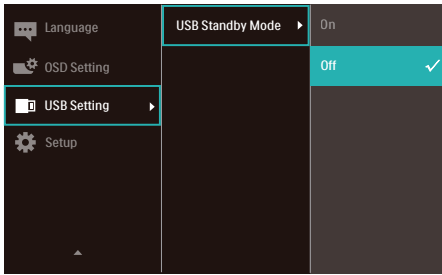 Language
OSD Setting
USB Setting
Setup
USB Standby Mode
On
Off